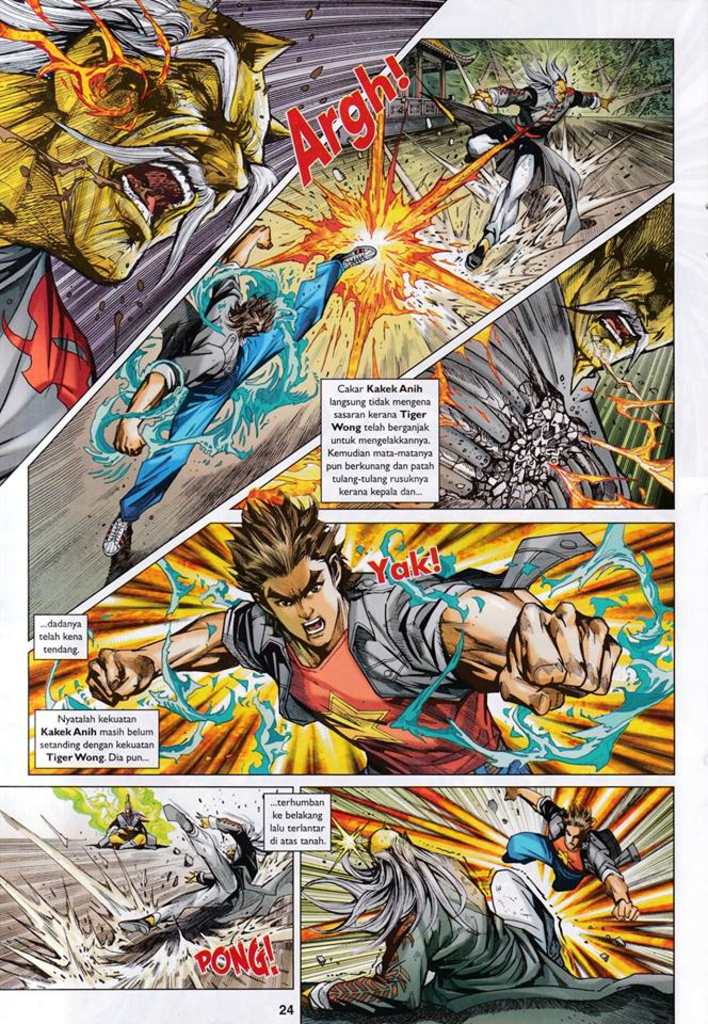 Argh!
Cakar Kakek Anih
langsung tidak mengena
sasaran kerana Tiger
Wong telah berganjak
untuk mengelakkannya.
Kemudian mata-matanya
pun berkunang dan patah
tulang-tulang rusuknya
kerana kepala dan...
Yak!
...dadanya
telah kena
tendang.
Nyatalah kekuatan
Kakek Anih masih belum
setanding dengan kekuatan
Tiger Wong. Dia pun...
...terhumban
ke belakang
lalu terlantar
di atas tanah.
PONG!
24